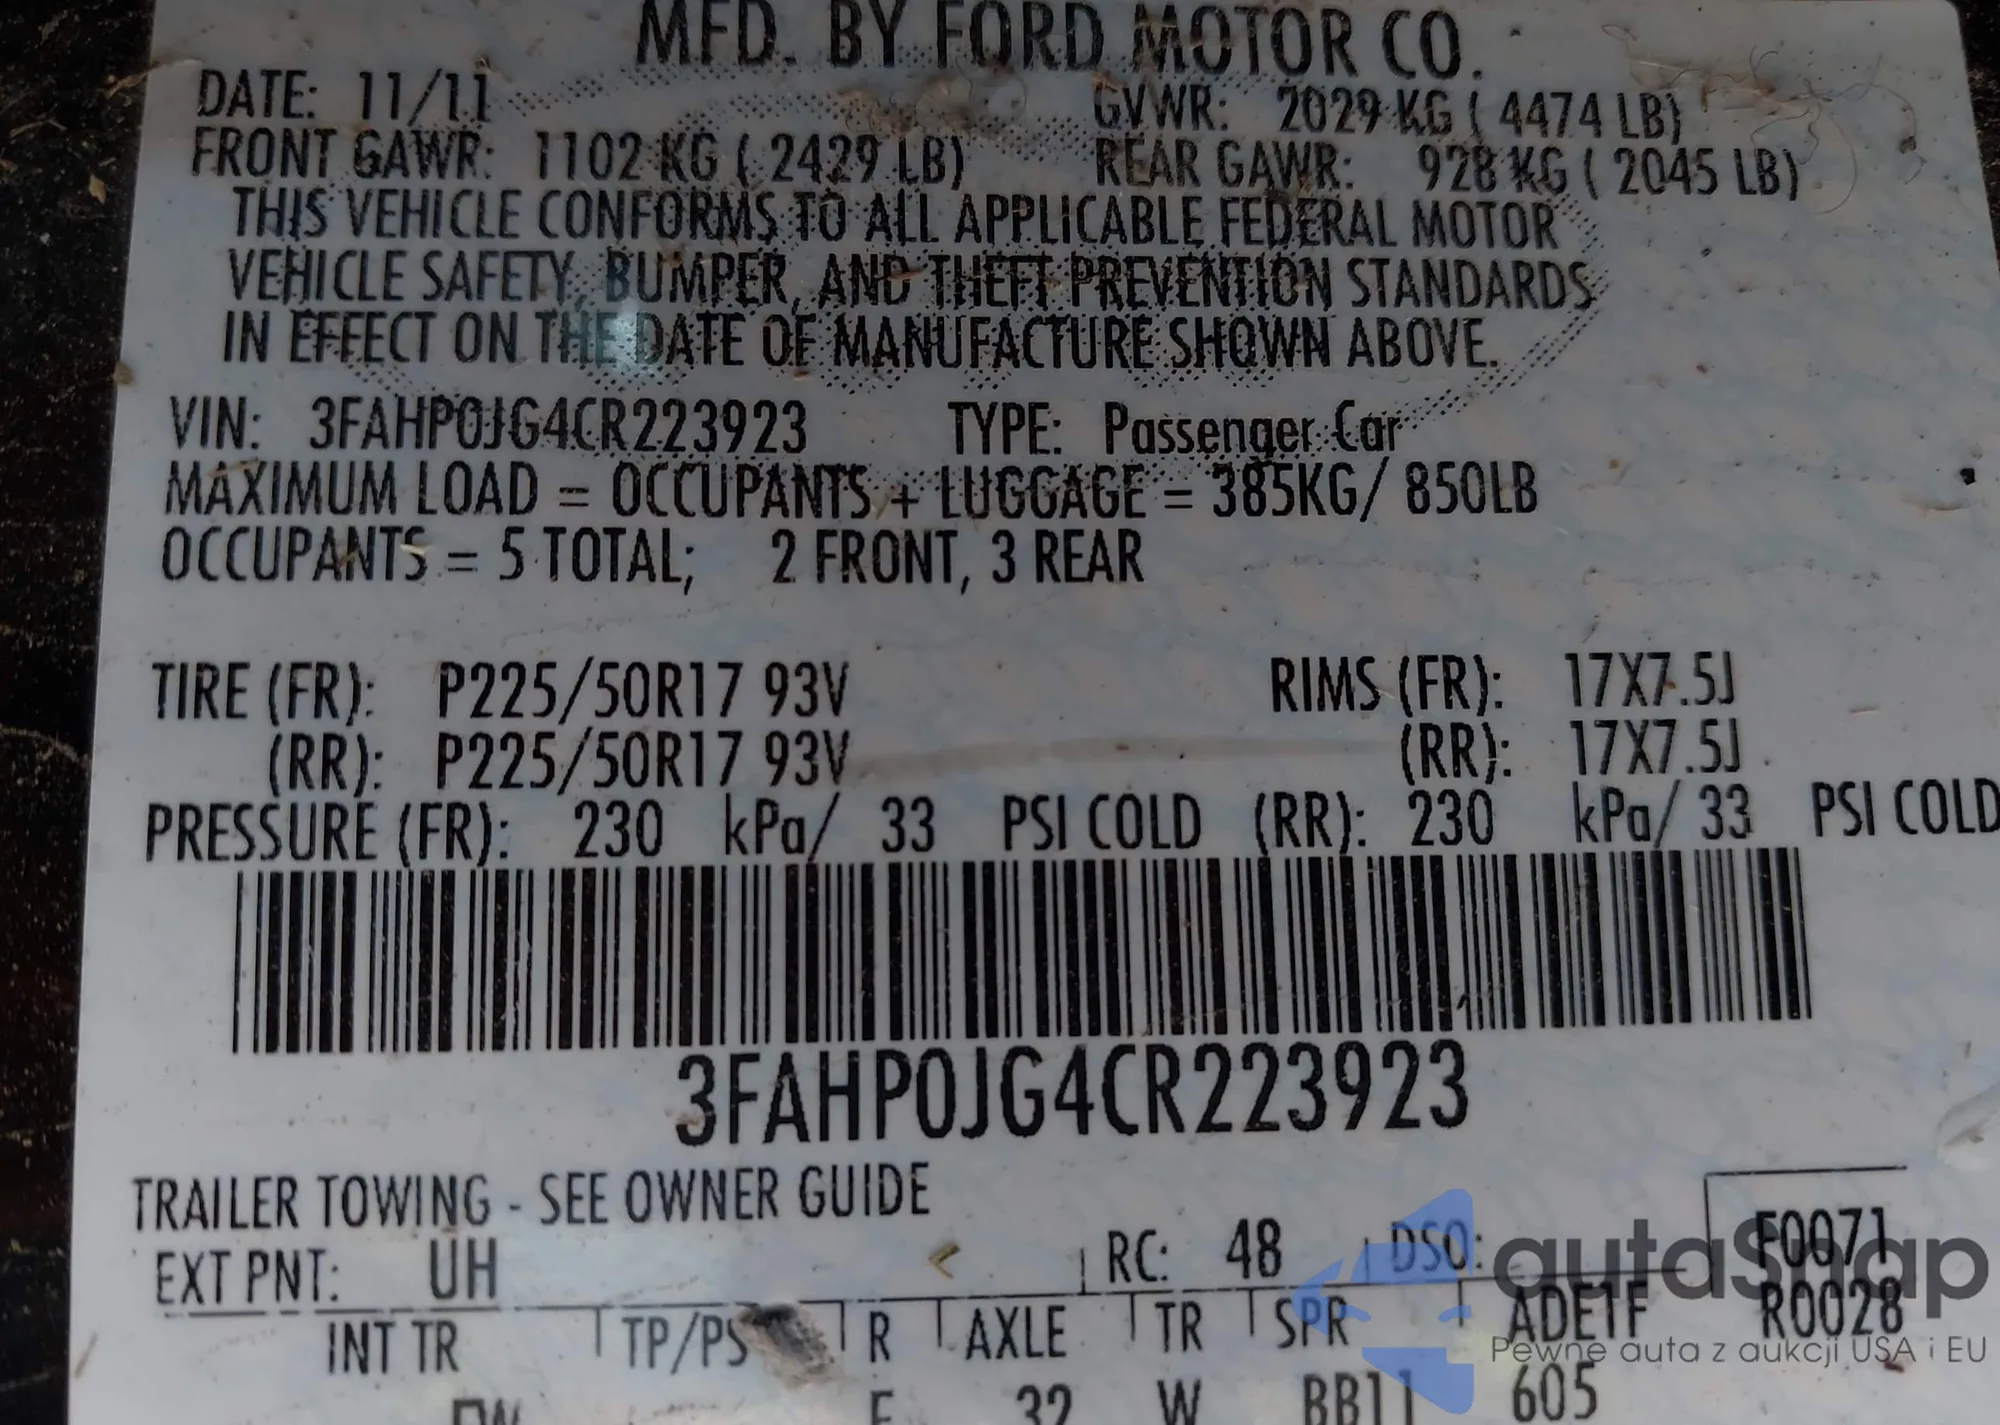 MFD. BY FORD MOTOR CO.
DATE: 11/11 GVWR: 2029 KG ( 4474 LB)
FRONT GAWR: 1102 KG ( 2429 LB) REAR GAWR: 928 KG ( 2045 LB)
THIS VEHICLE CONFORMS TO ALL APPLICABLE FEDERAL MOTOR
VEHICLE SAFETY, BUMPER, AND THEFT PREVENTION STANDARDS
IN EFFECT ON THE DATE OF MANUFACTURE SHOWN ABOVE.
VIN: 3FAHP0JG4CR223923 TYPE: Passenger Car
MAXIMUM LOAD = OCCUPANTS + LUGGAGE = 385KG/ 850LB
OCCUPANTS = 5 TOTAL; 2 FRONT, 3 REAR
TIRE (FR): P225/50R17 93V RIMS (FR): 17X7.5J
(RR): P225/50R17 93V (RR): 17X7.5J
PRESSURE (FR): 230 kPa/ 33 PSI COLD (RR): 230 kPa/ 33 PSI COLD
3FAHP0JG4CR223923
TRAILER TOWING - SEE OWNER GUIDE
EXT PNT: UH RC: 48 DSO: F0071
INT TR TP/PS R AXLE TR SPR ADE1F R0028
32 W BB11 605
autaSnap
Pewne auta z aukcji USA i EU